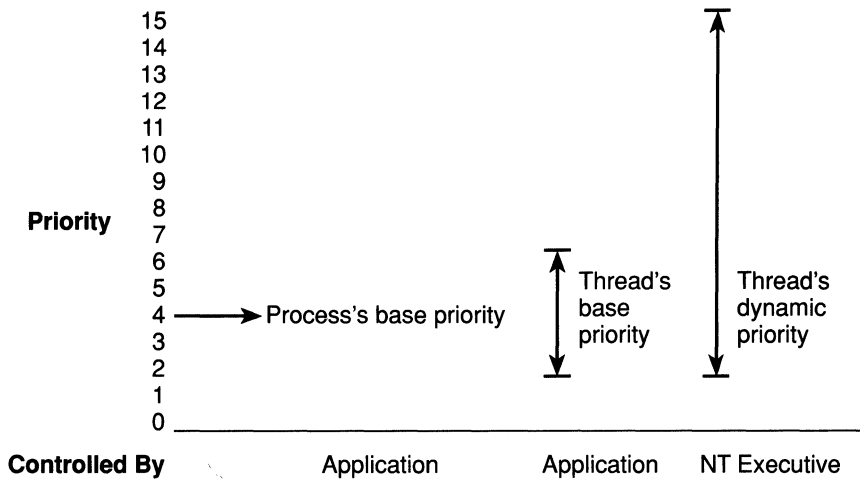 15
14
13
12
11
10
9
8
Priority
7
6
5
4
3
2
1
0
Process's base priority
Thread's
base
priority
Thread's
dynamic
priority
Controlled By Application Application NT Executive